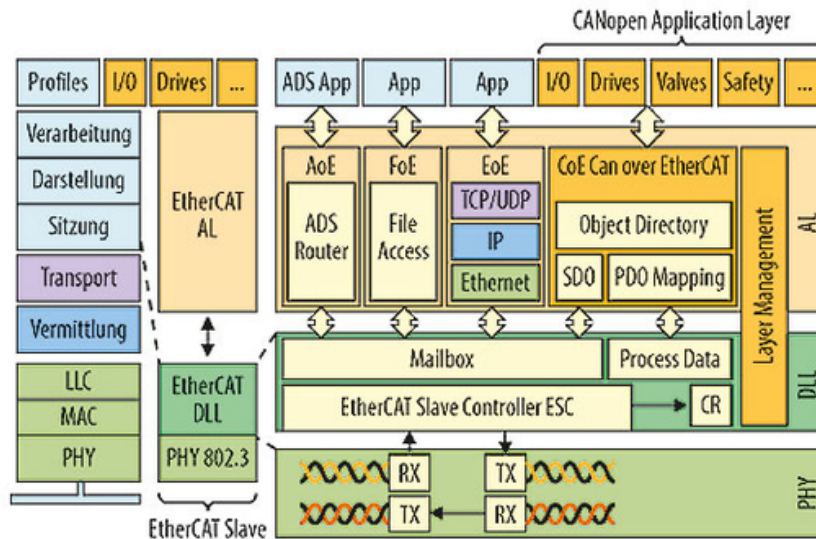 CANopen Application Layer
Profiles I/O Drives ... ADS App App App I/O Drives Valves Safety ...
Verarbeitung
Darstellung
Sitzung
Transport
Vermittlung
LLC
MAC
PHY
EtherCAT
AL
EtherCAT
DLL
PHY 802.3
EtherCAT Slave
AoE
ADS
Router
FoE
File
Access
EoE
TCP/UDP
IP
Ethernet
CoE Can over EtherCAT
Object Directory
SDO PDO Mapping
Layer Management
AL
Mailbox Process Data
EtherCAT Slave Controller ESC CR
DLL
RX TX
TX RX
PHY